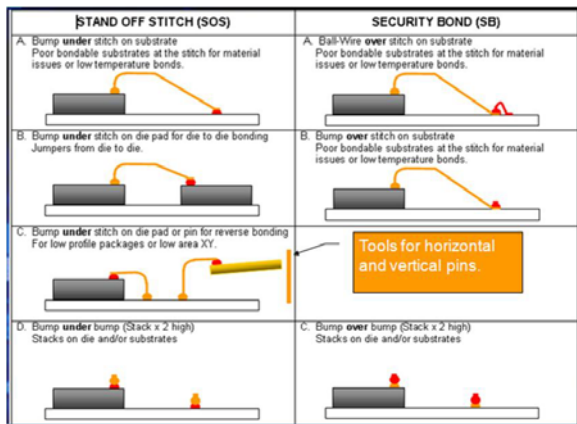 STAND OFF STITCH (SOS)
SECURITY BOND (SB)
A. Bump under stitch on substrate
Poor bondable substrates at the stitch for material
issues or low temperature bonds.
A. Ball-Wire over stitch on substrate
Poor bondable substrates at the stitch for material
issues or low temperature bonds.
B. Bump under stitch on die pad for die to die bonding
Jumpers from die to die.
B. Bump over stitch on substrate
Poor bondable substrates at the stitch for material
issues or low temperature bonds.
C. Bump under stitch on die pad or pin for reverse bonding
For low profile packages or low area XY.
Tools for horizontal
and vertical pins.
D. Bump under bump (Stack x 2 high)
Stacks on die and/or substrates
C. Bump over bump (Stack x 2 high)
Stacks on die and/or substrates